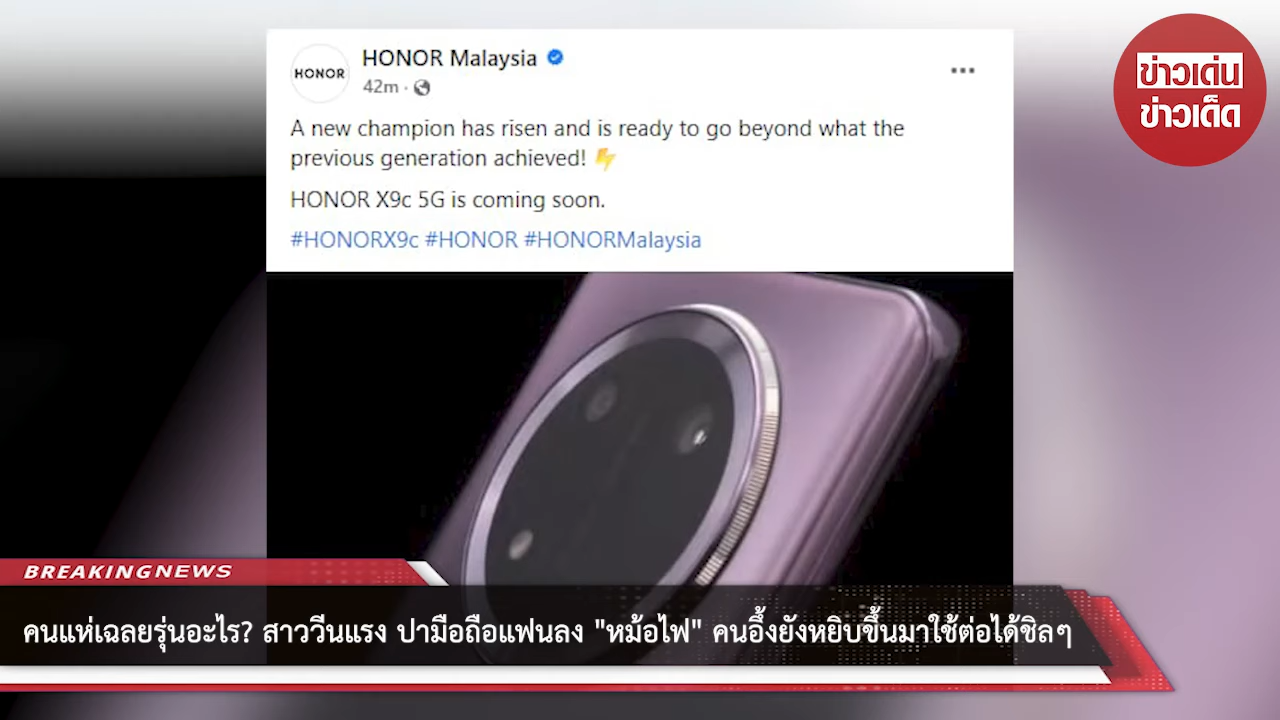 HONOR
HONOR Malaysia
42m
A new champion has risen and is ready to go beyond what the
previous generation achieved! ⚡
HONOR X9c 5G is coming soon.
#HONORX9c #HONOR #HONORMalaysia
ข่าวเด่น
ข่าวเด็ด
BREAKINGNEWS
คนแห่เฉลยรุ่นอะไร? สาววีนแรง ปามือถือแฟนลง "หม้อไฟ" คนอึ้งยังหยิบขึ้นมาใช้ต่อได้ชิลๆ